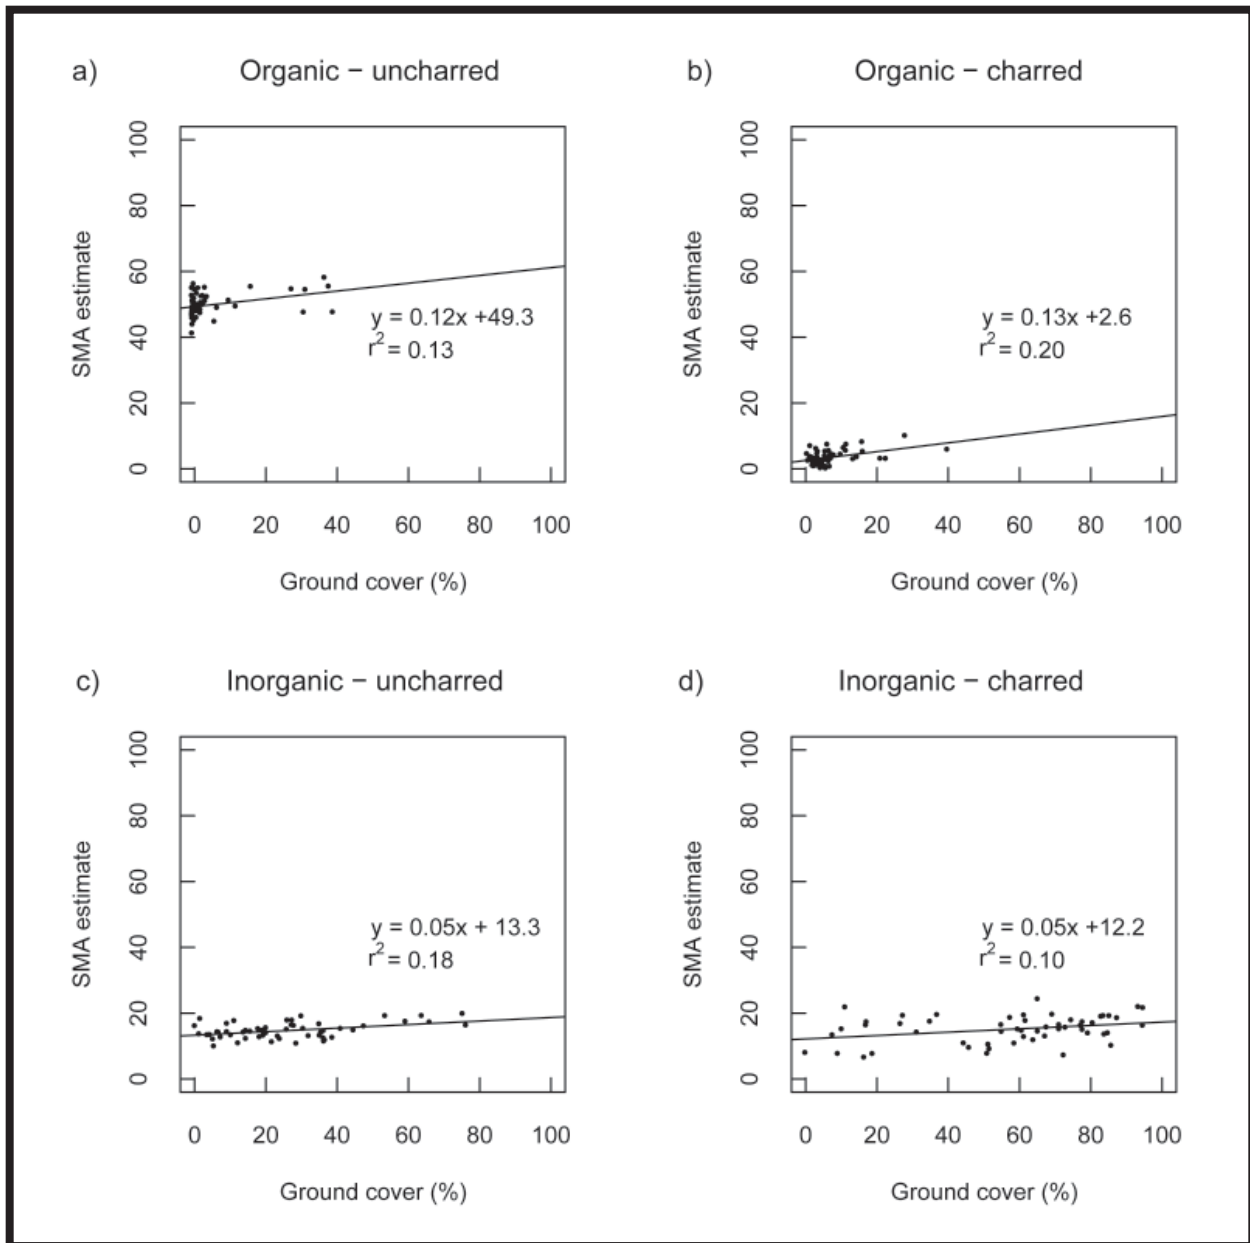 a) Organic − uncharred
100
80
60
40
20
0
SMA estimate
y = 0.12x +49.3
r² = 0.13
0 20 40 60 80 100
Ground cover (%)
b) Organic − charred
100
80
60
40
20
0
SMA estimate
y = 0.13x +2.6
r² = 0.20
0 20 40 60 80 100
Ground cover (%)
c) Inorganic − uncharred
100
80
60
40
20
0
SMA estimate
y = 0.05x + 13.3
r² = 0.18
0 20 40 60 80 100
Ground cover (%)
d) Inorganic − charred
100
80
60
40
20
0
SMA estimate
y = 0.05x +12.2
r² = 0.10
0 20 40 60 80 100
Ground cover (%)